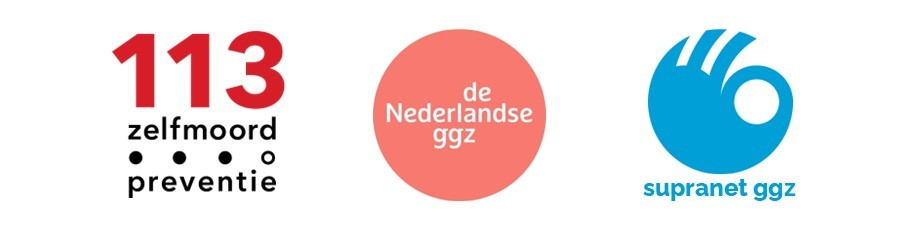 113
zelfmoord
preventie
de
Nederlandse
ggz
supranet ggz